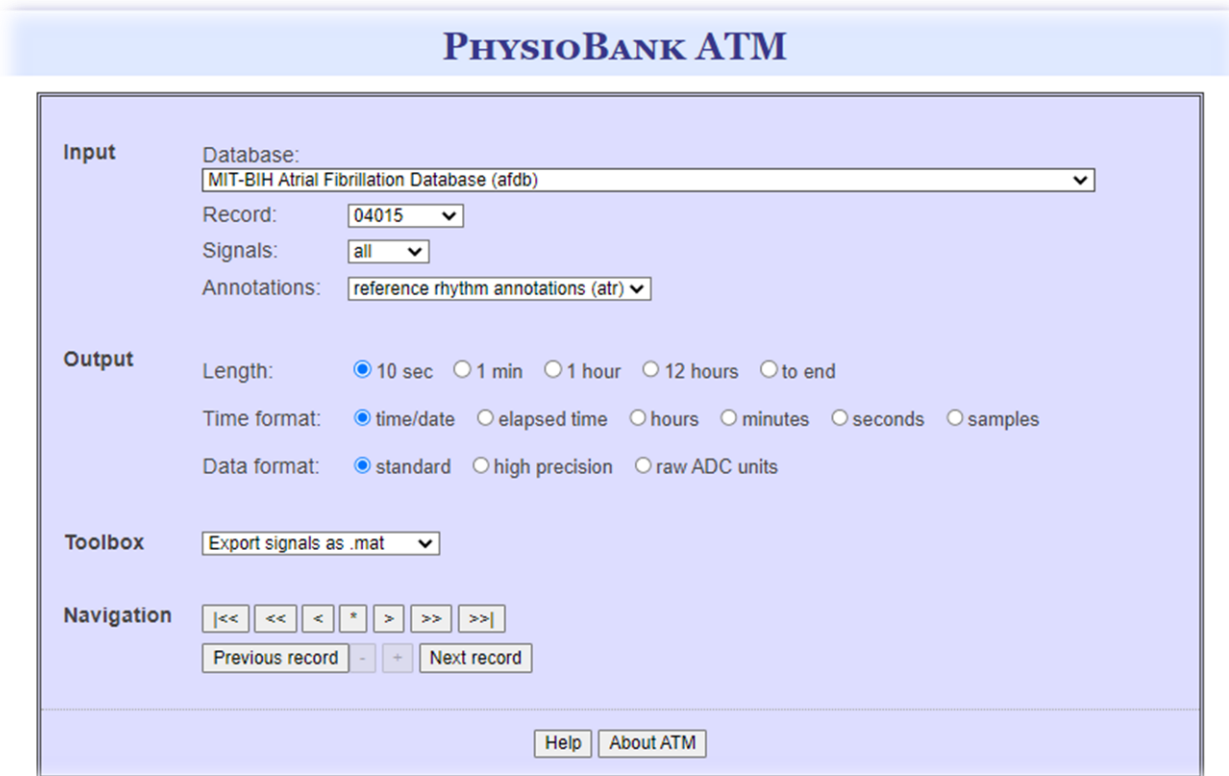 PhysioBank ATM
Input
Database:
MIT-BIH Atrial Fibrillation Database (afdb)
Record: 04015
Signals: all
Annotations: reference rhythm annotations (atr)
Output
Length: 10 sec 1 min 1 hour 12 hours to end
Time format: time/date elapsed time hours minutes seconds samples
Data format: standard high precision raw ADC units
Toolbox Export signals as .mat
Navigation |<< << < * > >> >>|
Previous record - + Next record
Help About ATM